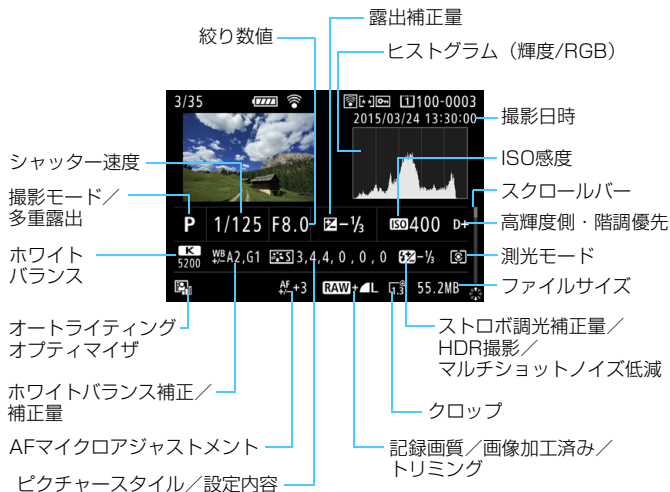 露出補正量
絞り数値
ヒストグラム（輝度/RGB）
3/35
100-0003
2015/03/24 13:30:00
撮影日時
シャッター速度
ISO感度
撮影モード／
多重露出
スクロールバー
P 1/125 F8.0 -1/3 ISO 400 D+
高輝度側・階調優先
ホワイト
バランス
K
5200
WB +/- A2,G1
S 3,4,4,0,0,0
-1/3
測光モード
AF +/- +3
RAW+L
1.3
55.2MB
ファイルサイズ
オートライティング
オプティマイザ
ストロボ調光補正量／
HDR撮影／
マルチショットノイズ低減
ホワイトバランス補正／
補正量
クロップ
AFマイクロアジャストメント
記録画質／画像加工済み／
トリミング
ピクチャースタイル／設定内容